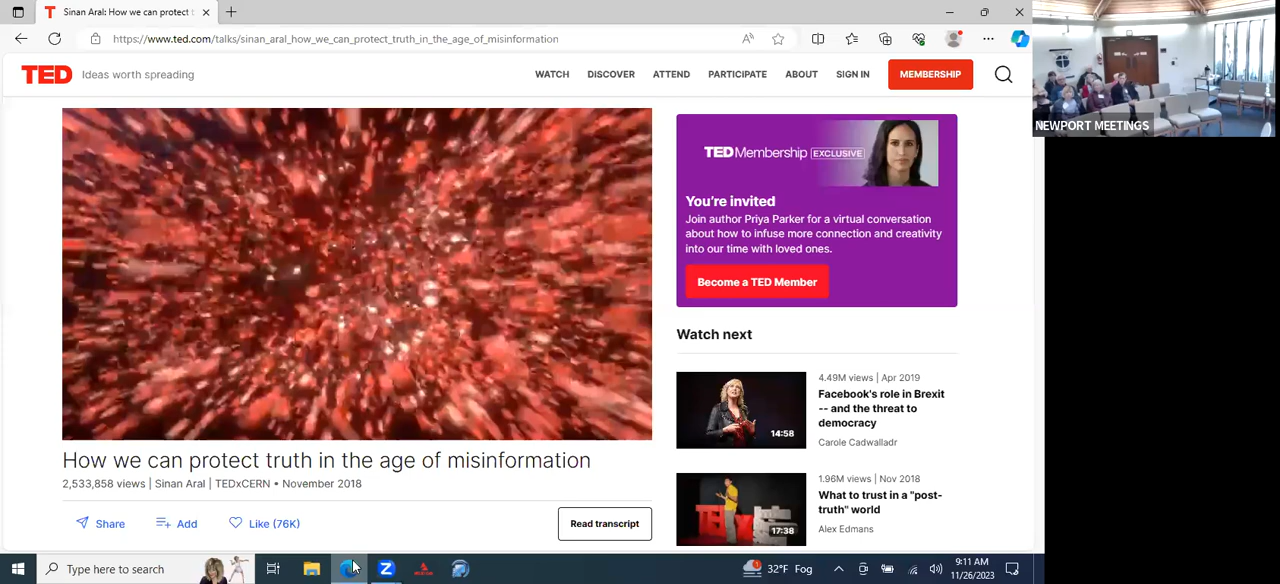 Sinan Aral: How we can protect t
https://www.ted.com/talks/sinan_aral_how_we_can_protect_truth_in_the_age_of_misinformation
TED Ideas worth spreading
WATCH DISCOVER ATTEND PARTICIPATE ABOUT SIGN IN MEMBERSHIP
NEWPORT MEETINGS
TEDMembership EXCLUSIVE
You're invited
Join author Priya Parker for a virtual conversation
about how to infuse more connection and creativity
into our time with loved ones.
Become a TED Member
Watch next
4.49M views | Apr 2019
Facebook's role in Brexit
-- and the threat to
democracy
Carole Cadwalladr
14:58
How we can protect truth in the age of misinformation
2,533,858 views | Sinan Aral | TEDxCERN • November 2018
Share Add Like (76K) Read transcript
1.96M views | Nov 2018
What to trust in a "post-
truth" world
Alex Edmans
17:38
Type here to search
32°F Fog
9:11 AM
11/26/2023